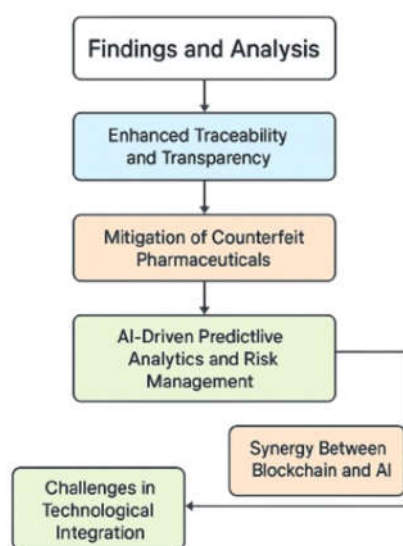 Findings and Analysis
Enhanced Traceability
and Transparency
Mitigation of Counterfeit
Pharmaceuticals
AI-Driven Predictlive
Analytics and Risk
Management
Synergy Between
Blockchain and AI
Challenges in
Technological
Integration